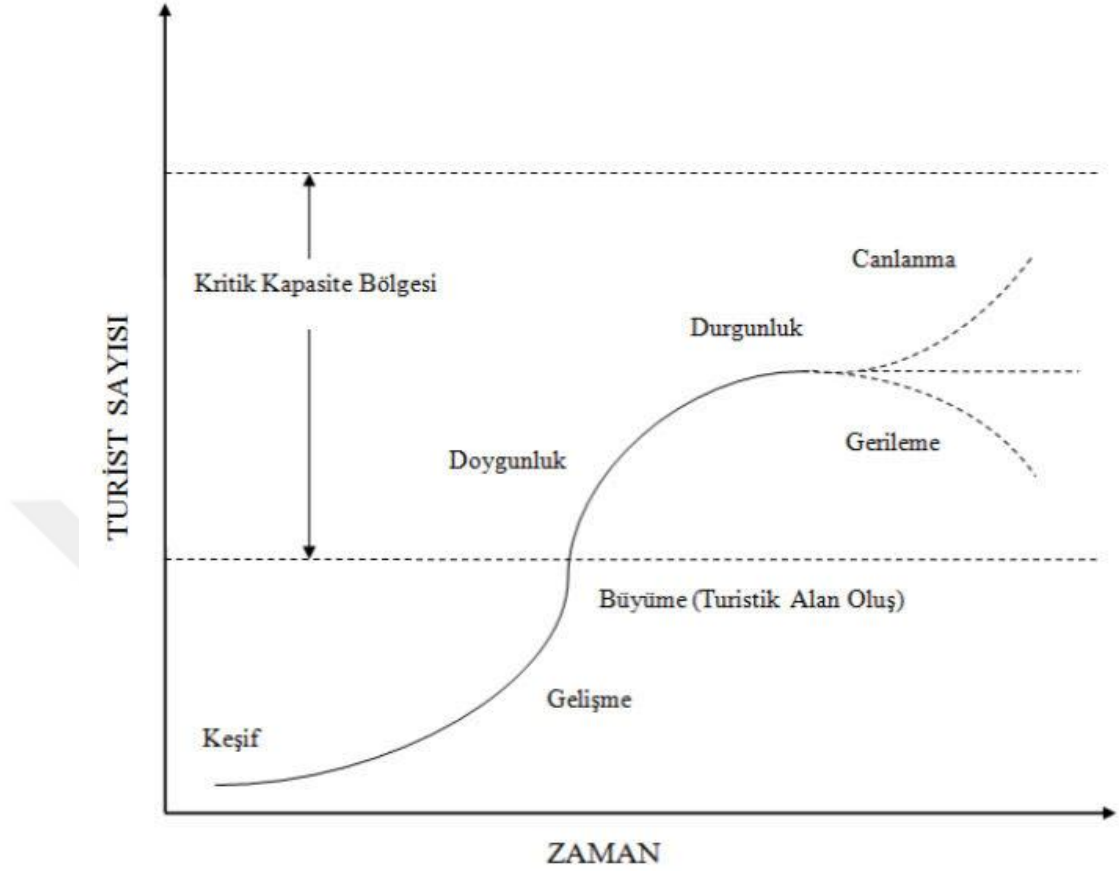 Canlanma
Kritik Kapasite Bölgesi
Durgunluk
TURİST SAYISI
Gerileme
Doygunluk
Büyüme (Turistik Alan Oluş)
Gelişme
Keşif
ZAMAN